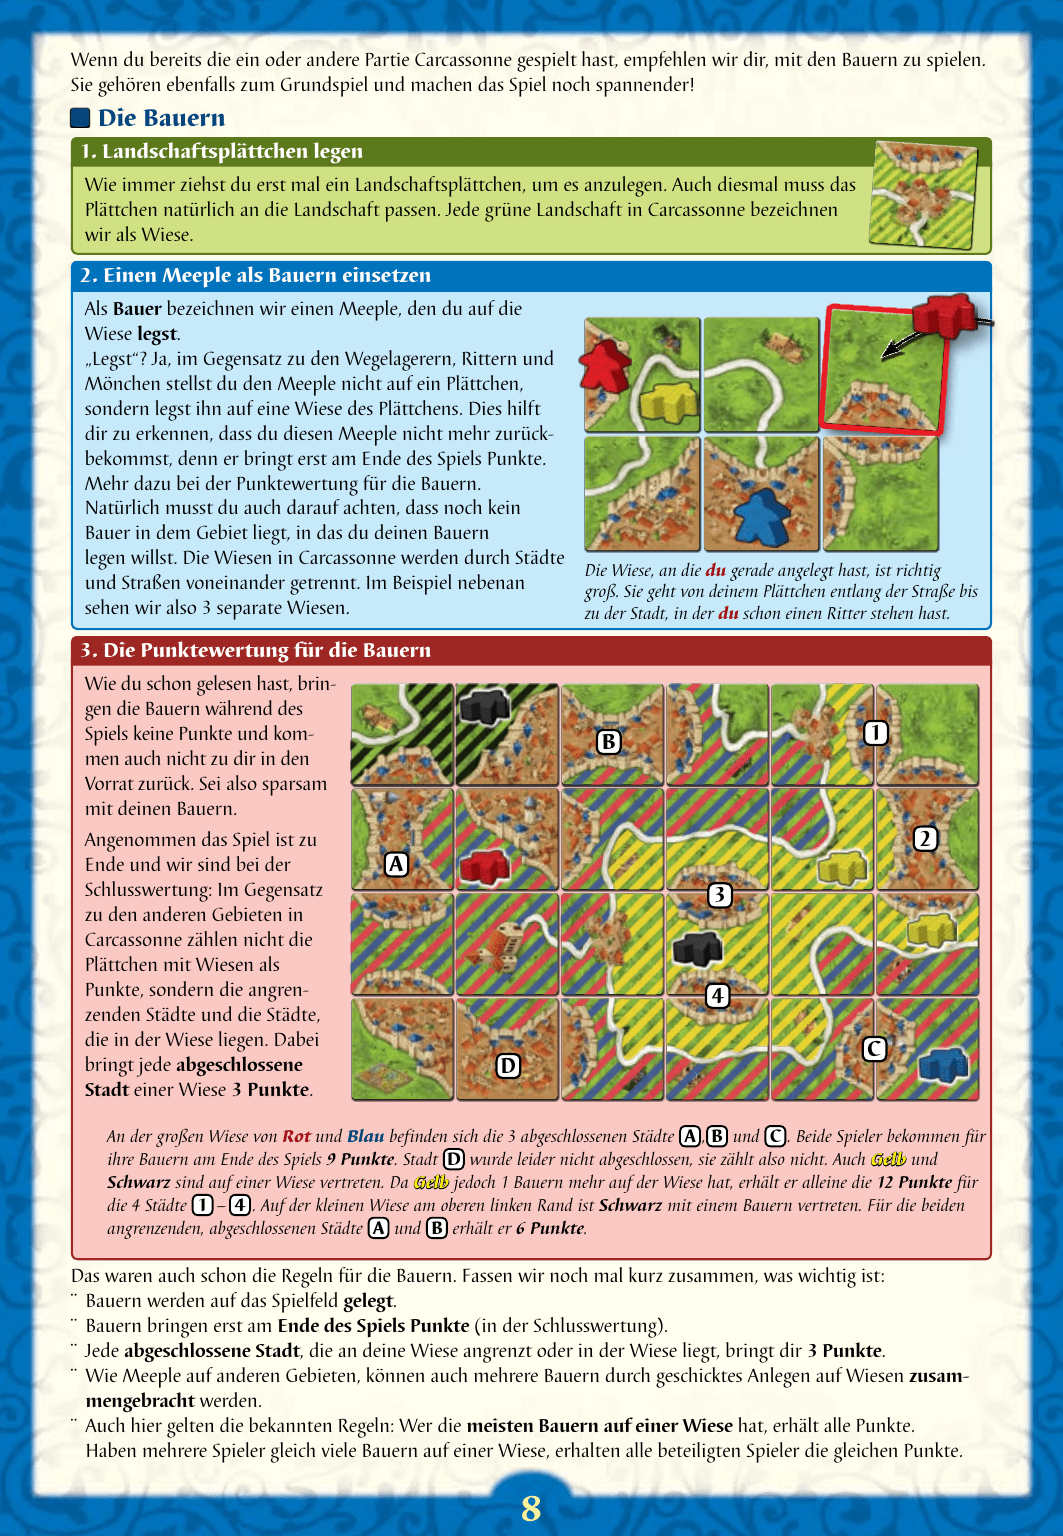 Wenn du bereits die ein oder andere Partie Carcassonne gespielt hast, empfehlen wir dir, mit den Bauern zu spielen.
Sie gehören ebenfalls zum Grundspiel und machen das Spiel noch spannender!
Die Bauern
1. Landschaftsplättchen legen
Wie immer ziehst du erst mal ein Landschaftsplättchen, um es anzulegen. Auch diesmal muss das
Plättchen natürlich an die Landschaft passen. Jede grüne Landschaft in Carcassonne bezeichnen
wir als Wiese.
2. Einen Meeple als Bauern einsetzen
Als Bauer bezeichnen wir einen Meeple, den du auf die
Wiese legst.
„Legst“? Ja, im Gegensatz zu den Wegelagerern, Rittern und
Mönchen stellst du den Meeple nicht auf ein Plättchen,
sondern legst ihn auf eine Wiese des Plättchens. Dies hilft
dir zu erkennen, dass du diesen Meeple nicht mehr zurück-
bekommst, denn er bringt erst am Ende des Spiels Punkte.
Mehr dazu bei der Punktewertung für die Bauern.
Natürlich musst du auch darauf achten, dass noch kein
Bauer in dem Gebiet liegt, in das du deinen Bauern
legen willst. Die Wiesen in Carcassonne werden durch Städte
und Straßen voneinander getrennt. Im Beispiel nebenan
sehen wir also 3 separate Wiesen.
Die Wiese, an die du gerade angelegt hast, ist richtig
groß. Sie geht von deinem Plättchen entlang der Straße bis
zu der Stadt, in der du schon einen Ritter stehen hast.
3. Die Punktewertung für die Bauern
Wie du schon gelesen hast, brin-
gen die Bauern während des
Spiels keine Punkte und kom-
men auch nicht zu dir in den
Vorrat zurück. Sei also sparsam
mit deinen Bauern.
Angenommen das Spiel ist zu
Ende und wir sind bei der
Schlusswertung: Im Gegensatz
zu den anderen Gebieten in
Carcassonne zählen nicht die
Plättchen mit Wiesen als
Punkte, sondern die angren-
zenden Städte und die Städte,
die in der Wiese liegen. Dabei
bringt jede abgeschlossene
Stadt einer Wiese 3 Punkte.
B
1
A
2
3
4
D
C
An der großen Wiese von Rot und Blau befinden sich die 3 abgeschlossenen Städte A, B und C. Beide Spieler bekommen für
ihre Bauern am Ende des Spiels 9 Punkte. Stadt D wurde leider nicht abgeschlossen, sie zählt also nicht. Auch Gelb und
Schwarz sind auf einer Wiese vertreten. Da Gelb jedoch 1 Bauern mehr auf der Wiese hat, erhält er alleine die 12 Punkte für
die 4 Städte 1 – 4. Auf der kleinen Wiese am oberen linken Rand ist Schwarz mit einem Bauern vertreten. Für die beiden
angrenzenden, abgeschlossenen Städte A und B erhält er 6 Punkte.
Das waren auch schon die Regeln für die Bauern. Fassen wir noch mal kurz zusammen, was wichtig ist:
¨ Bauern werden auf das Spielfeld gelegt.
¨ Bauern bringen erst am Ende des Spiels Punkte (in der Schlusswertung).
¨ Jede abgeschlossene Stadt, die an deine Wiese angrenzt oder in der Wiese liegt, bringt dir 3 Punkte.
¨ Wie Meeple auf anderen Gebieten, können auch mehrere Bauern durch geschicktes Anlegen auf Wiesen zusam-
mengebracht werden.
¨ Auch hier gelten die bekannten Regeln: Wer die meisten Bauern auf einer Wiese hat, erhält alle Punkte.
Haben mehrere Spieler gleich viele Bauern auf einer Wiese, erhalten alle beteiligten Spieler die gleichen Punkte.
8